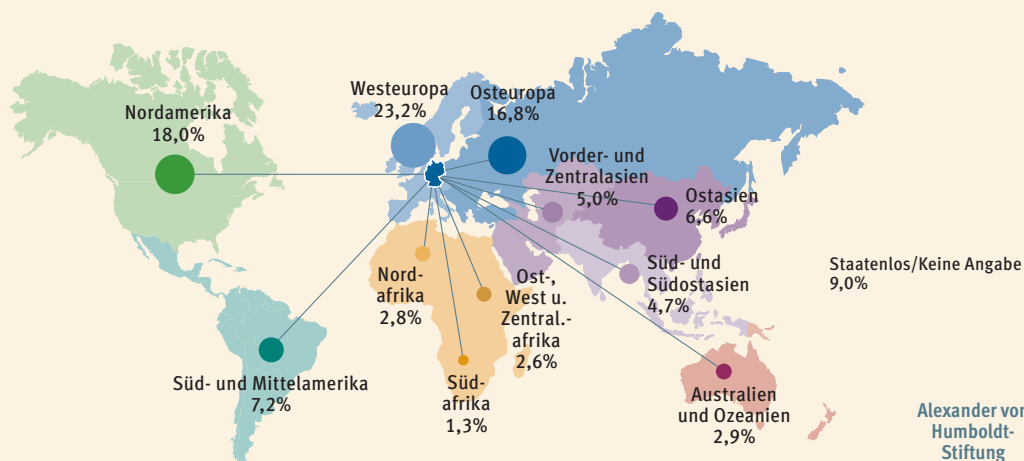 Nordamerika
18,0%
Westeuropa
23,2%
Osteuropa
16,8%
Vorder- und
Zentralasien
5,0%
Ostasien
6,6%
Süd- und
Südostasien
4,7%
Staatenlos/Keine Angabe
9,0%
Nord-
afrika
2,8%
Ost-,
West u.
Zentral.-
afrika
2,6%
Süd-
afrika
1,3%
Süd- und Mittelamerika
7,2%
Australien
und Ozeanien
2,9%
Alexander von
Humboldt-
Stiftung